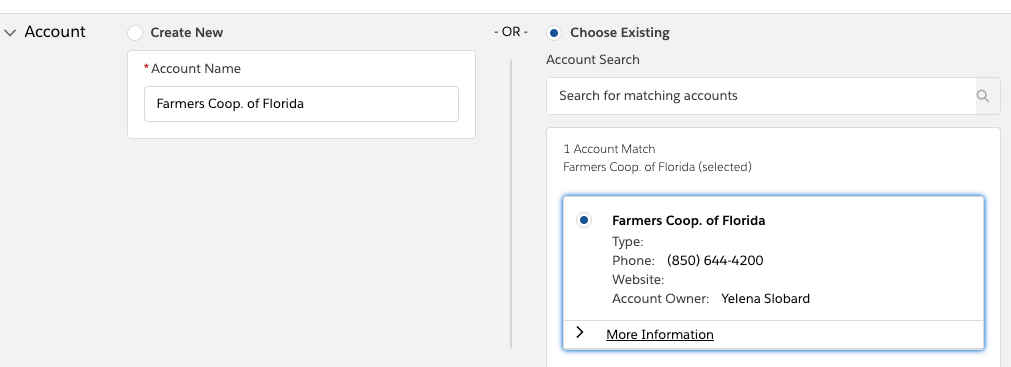 Account
Create New
* Account Name
Farmers Coop. of Florida
- OR -
Choose Existing
Account Search
Search for matching accounts
1 Account Match
Farmers Coop. of Florida (selected)
Farmers Coop. of Florida
Type:
Phone: (850) 644-4200
Website:
Account Owner: Yelena Slobard
More Information